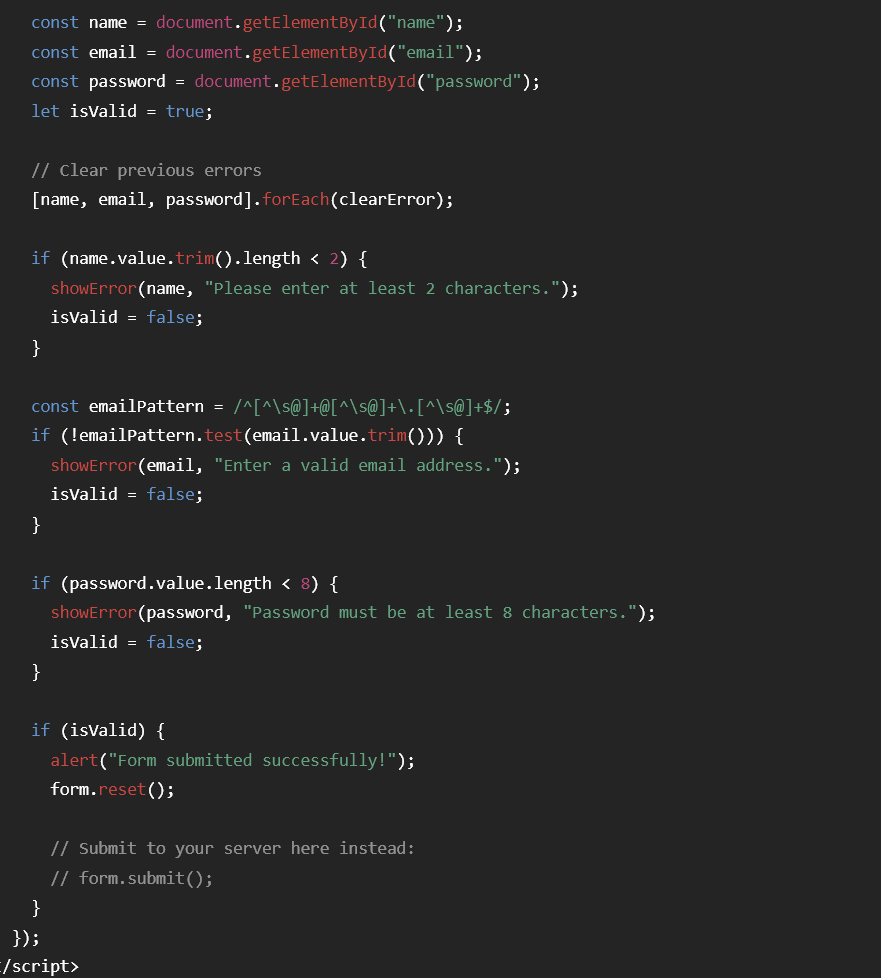 const name = document.getElementById("name");
const email = document.getElementById("email");
const password = document.getElementById("password");
let isValid = true;
// Clear previous errors
[name, email, password].forEach(clearError);
if (name.value.trim().length < 2) {
showError(name, "Please enter at least 2 characters.");
isValid = false;
}
const emailPattern = /^[^\s@]+@[^\s@]+\.[^\s@]+$/;
if (!emailPattern.test(email.value.trim())) {
showError(email, "Enter a valid email address.");
isValid = false;
}
if (password.value.length < 8) {
showError(password, "Password must be at least 8 characters.");
isValid = false;
}
if (isValid) {
alert("Form submitted successfully!");
form.reset();
// Submit to your server here instead:
// form.submit();
}
});
</script>